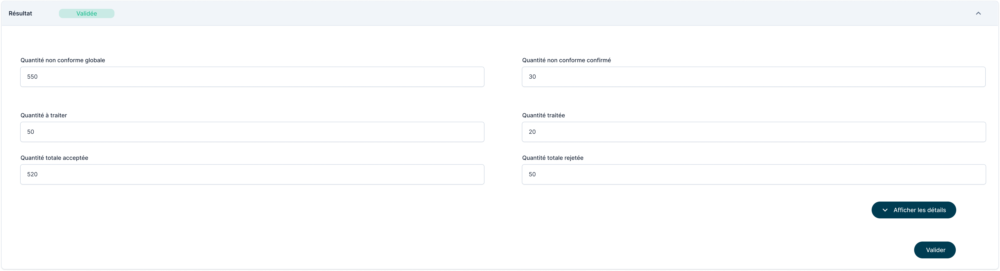 Résultat
Validée
Quantité non conforme globale
Quantité non conforme confirmé
550
30
Quantité à traiter
Quantité traitée
50
20
Quantité totale acceptée
Quantité totale rejetée
520
50
Afficher les détails
Valider